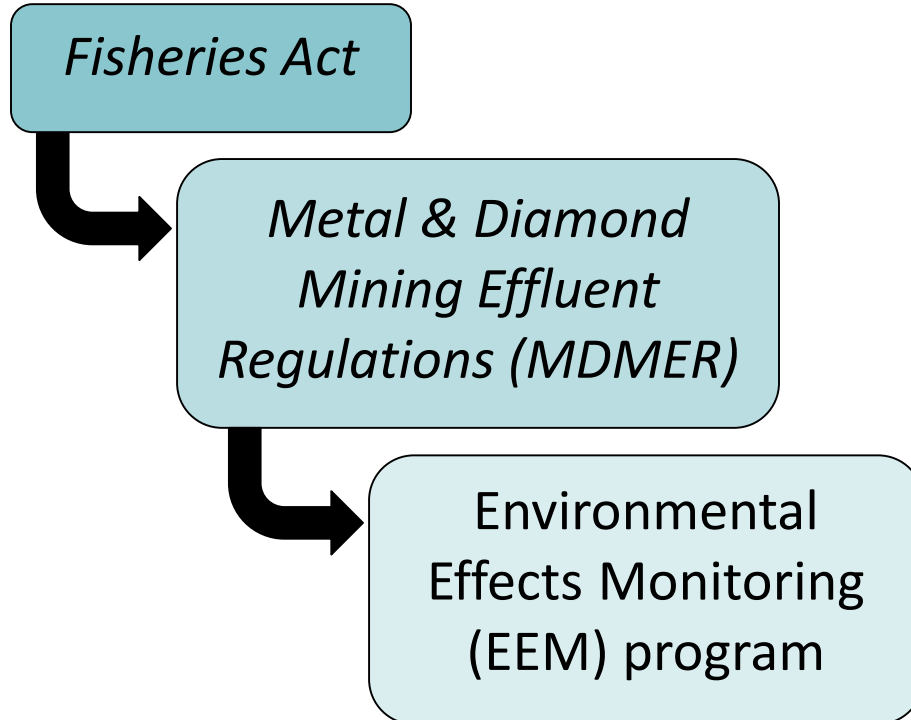 Fisheries Act
Metal & Diamond
Mining Effluent
Regulations (MDMER)
Environmental
Effects Monitoring
(EEM) program